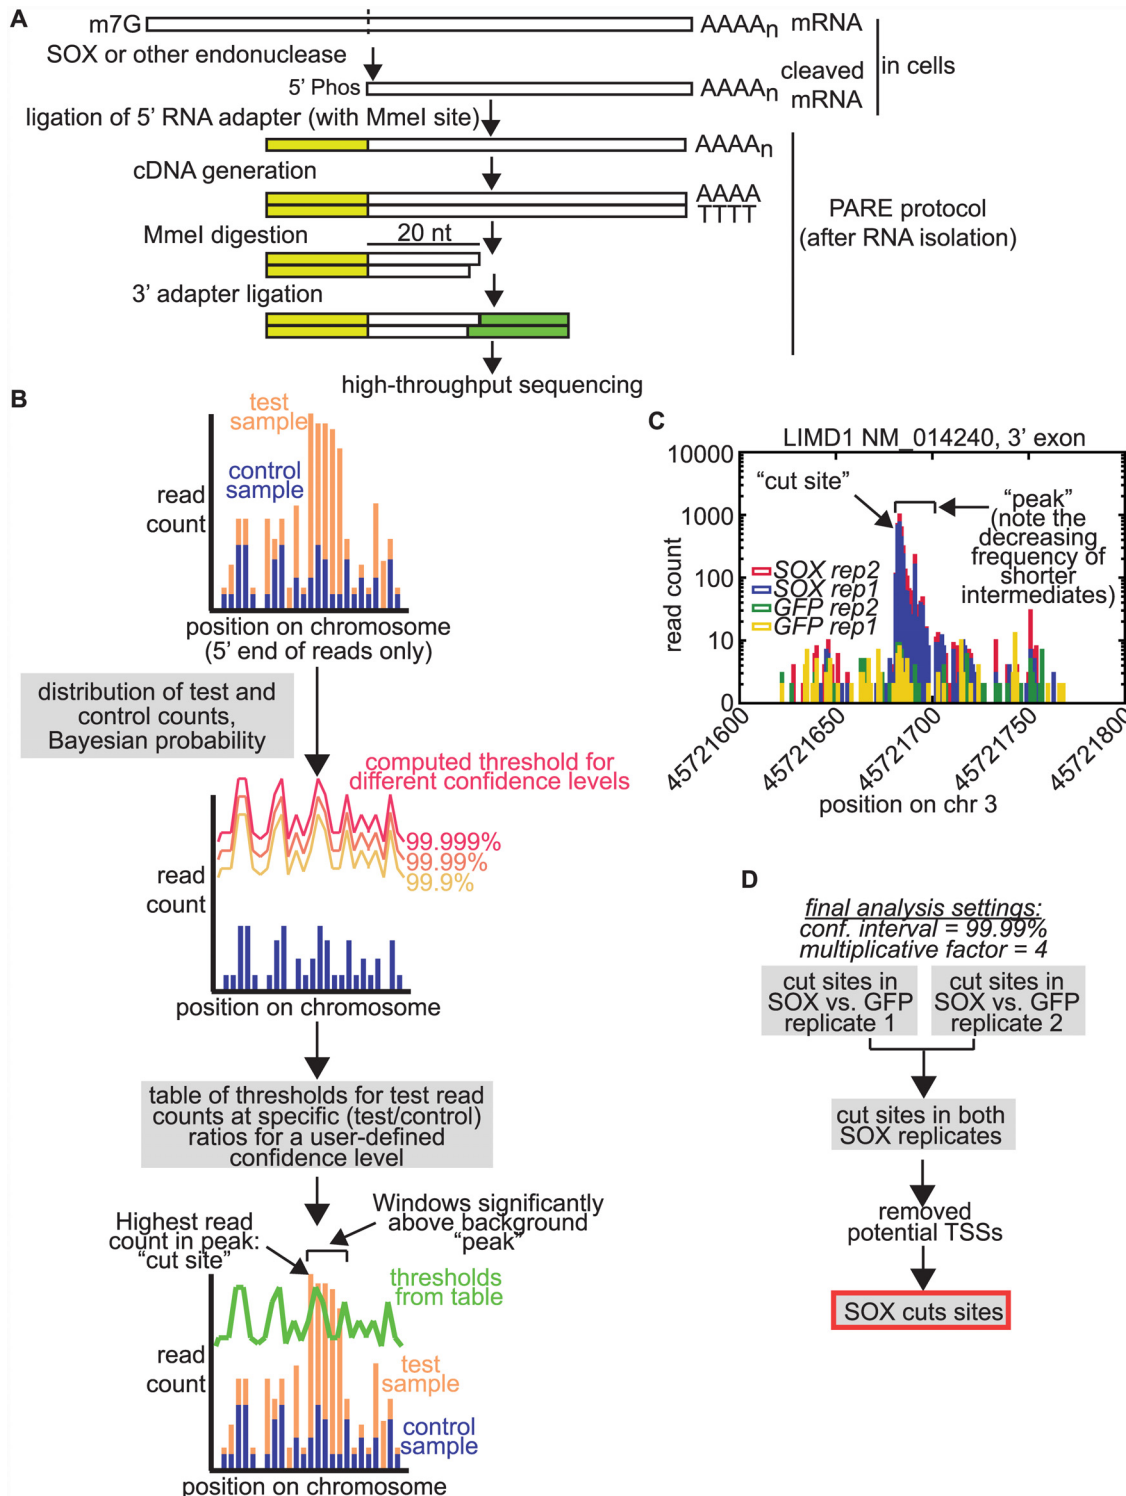 A
m7G
AAAAn mRNA
SOX or other endonuclease
5' Phos
AAAAn
cleaved
mRNA
in cells
ligation of 5' RNA adapter (with MmeI site)
AAAAn
cDNA generation
AAAA
TTTT
MmeI digestion
20 nt
3' adapter ligation
PARE protocol
(after RNA isolation)
high-throughput sequencing
B
test
sample
control
sample
read
count
position on chromosome
(5' end of reads only)
distribution of test and
control counts,
Bayesian probability
computed threshold for
different confidence levels
99.999%
99.99%
99.9%
read
count
position on chromosome
table of thresholds for test read
counts at specific (test/control)
ratios for a user-defined
confidence level
Highest read
count in peak:
"cut site"
Windows significantly
above background
"peak"
thresholds
from table
read
count
test
sample
control
sample
position on chromosome
C
LIMD1 NM_014240, 3' exon
10000
1000
100
10
0
read count
"cut site"
"peak"
(note the
decreasing
frequency of
shorter
intermediates)
SOX rep2
SOX rep1
GFP rep2
GFP rep1
45721600
45721650
45721700
45721750
45721800
position on chr 3
D
final analysis settings:
conf. interval = 99.99%
multiplicative factor = 4
cut sites in
SOX vs. GFP
replicate 1
cut sites in
SOX vs. GFP
replicate 2
cut sites in both
SOX replicates
removed
potential TSSs
SOX cuts sites